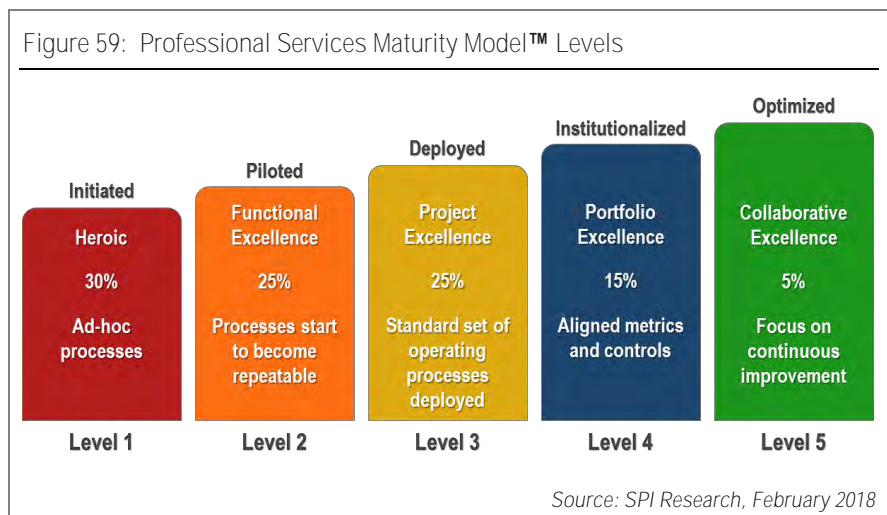 Figure 59: Professional Services Maturity Model™ Levels
Initiated
Heroic
30%
Ad-hoc
processes
Level 1
Piloted
Functional
Excellence
25%
Processes start
to become
repeatable
Level 2
Deployed
Project
Excellence
25%
Standard set of
operating
processes
deployed
Level 3
Institutionalized
Portfolio
Excellence
15%
Aligned metrics
and controls
Level 4
Optimized
Collaborative
Excellence
5%
Focus on
continuous
improvement
Level 5
Source: SPI Research, February 2018